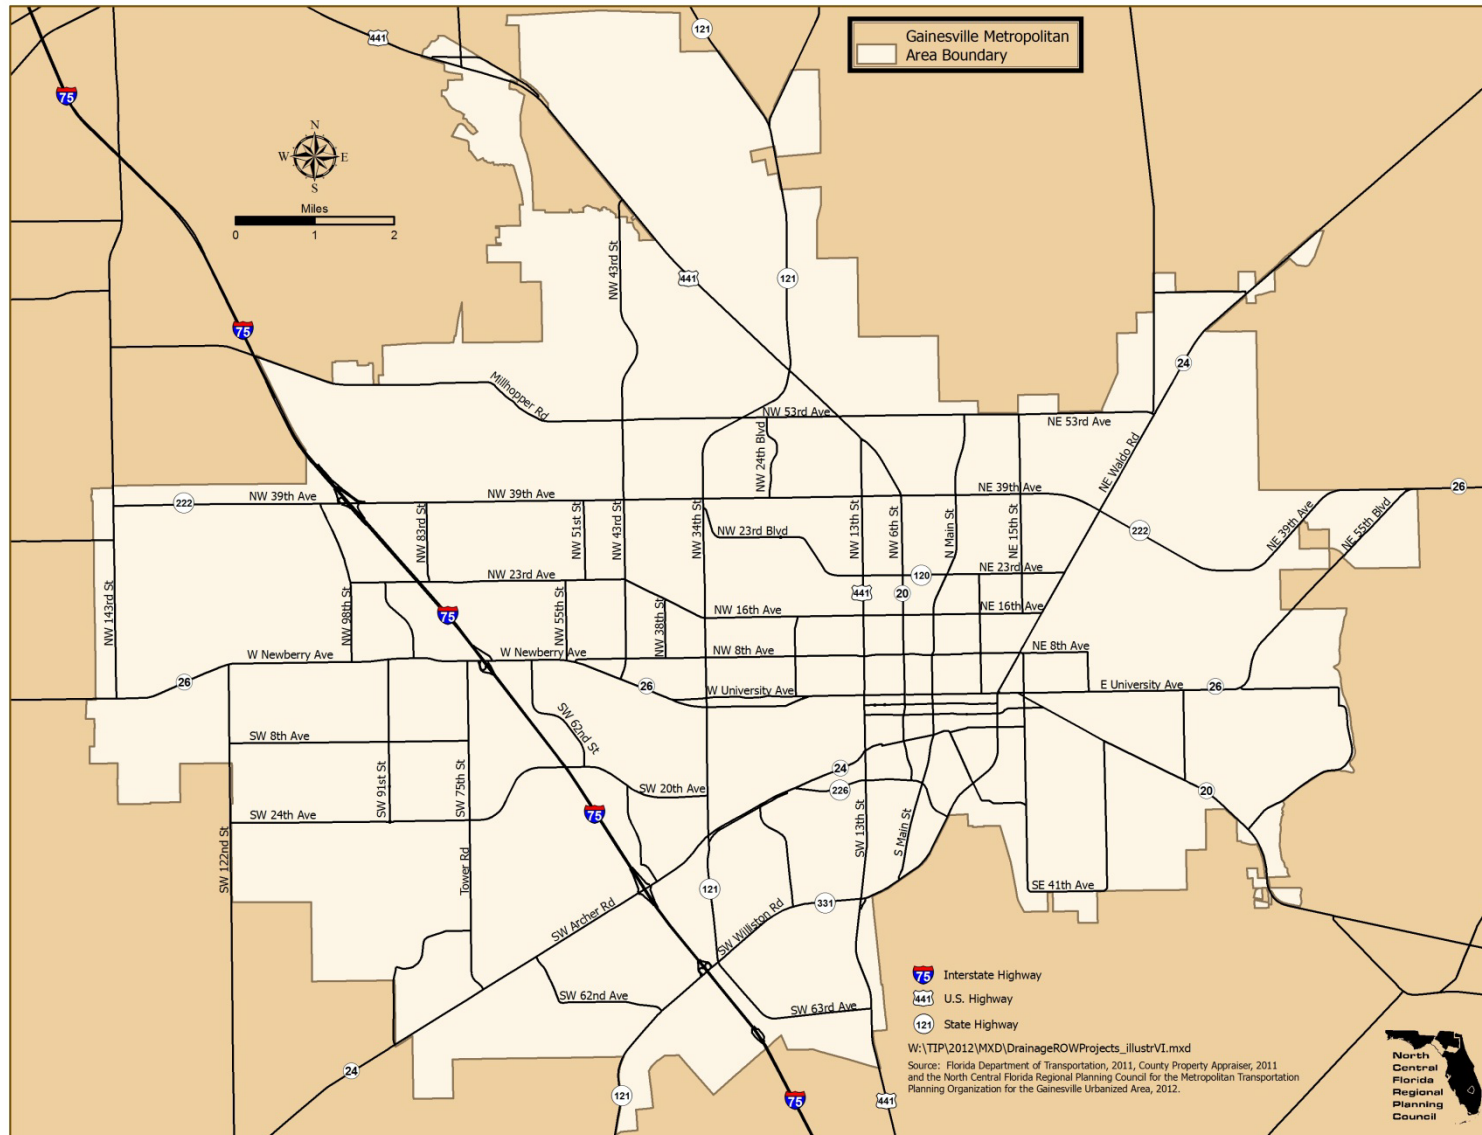 441
121
Gainesville Metropolitan
Area Boundary
75
N
W E
S
Miles
0 1 2
NW 43rd St
441
121
75
24
Millhopper Rd
NW 53rd Ave
NE 53rd Ave
NW 24th Blvd
NE Waldo Rd
222
NW 39th Ave
NW 39th Ave
NE 39th Ave
26
NW 83rd St
NW 51st St
NW 43rd St
NW 34th St
NW 23rd Blvd
NW 13th St
NW 6th St
N Main St
NE 15th St
222
NE 39th Ave
NE 55th Blvd
NW 143rd St
NW 98th St
NW 23rd Ave
120
NE 23rd Ave
75
NW 55th St
NW 38th St
441
20
NW 16th Ave
NE 16th Ave
W Newberry Ave
W Newberry Ave
NW 8th Ave
NE 8th Ave
26
26
W University Ave
E University Ave
26
SW 62nd St
SW 8th Ave
SW 91st St
SW 75th St
24
SW 20th Ave
226
20
75
SW 24th Ave
SW 122nd St
Tower Rd
SW 13th St
S Main St
121
SE 41th Ave
331
SW Archer Rd
SW Williston Rd
SW 62nd Ave
SW 63rd Ave
24
121
75
441
75 Interstate Highway
441 U.S. Highway
121 State Highway
W:\TIP\2012\MXD\DrainageROWProjects_illustrVI.mxd
Source: Florida Department of Transportation, 2011, County Property Appraiser, 2011
and the North Central Florida Regional Planning Council for the Metropolitan Transportation
Planning Organization for the Gainesville Urbanized Area, 2012.
North
Central
Florida
Regional
Planning
Council